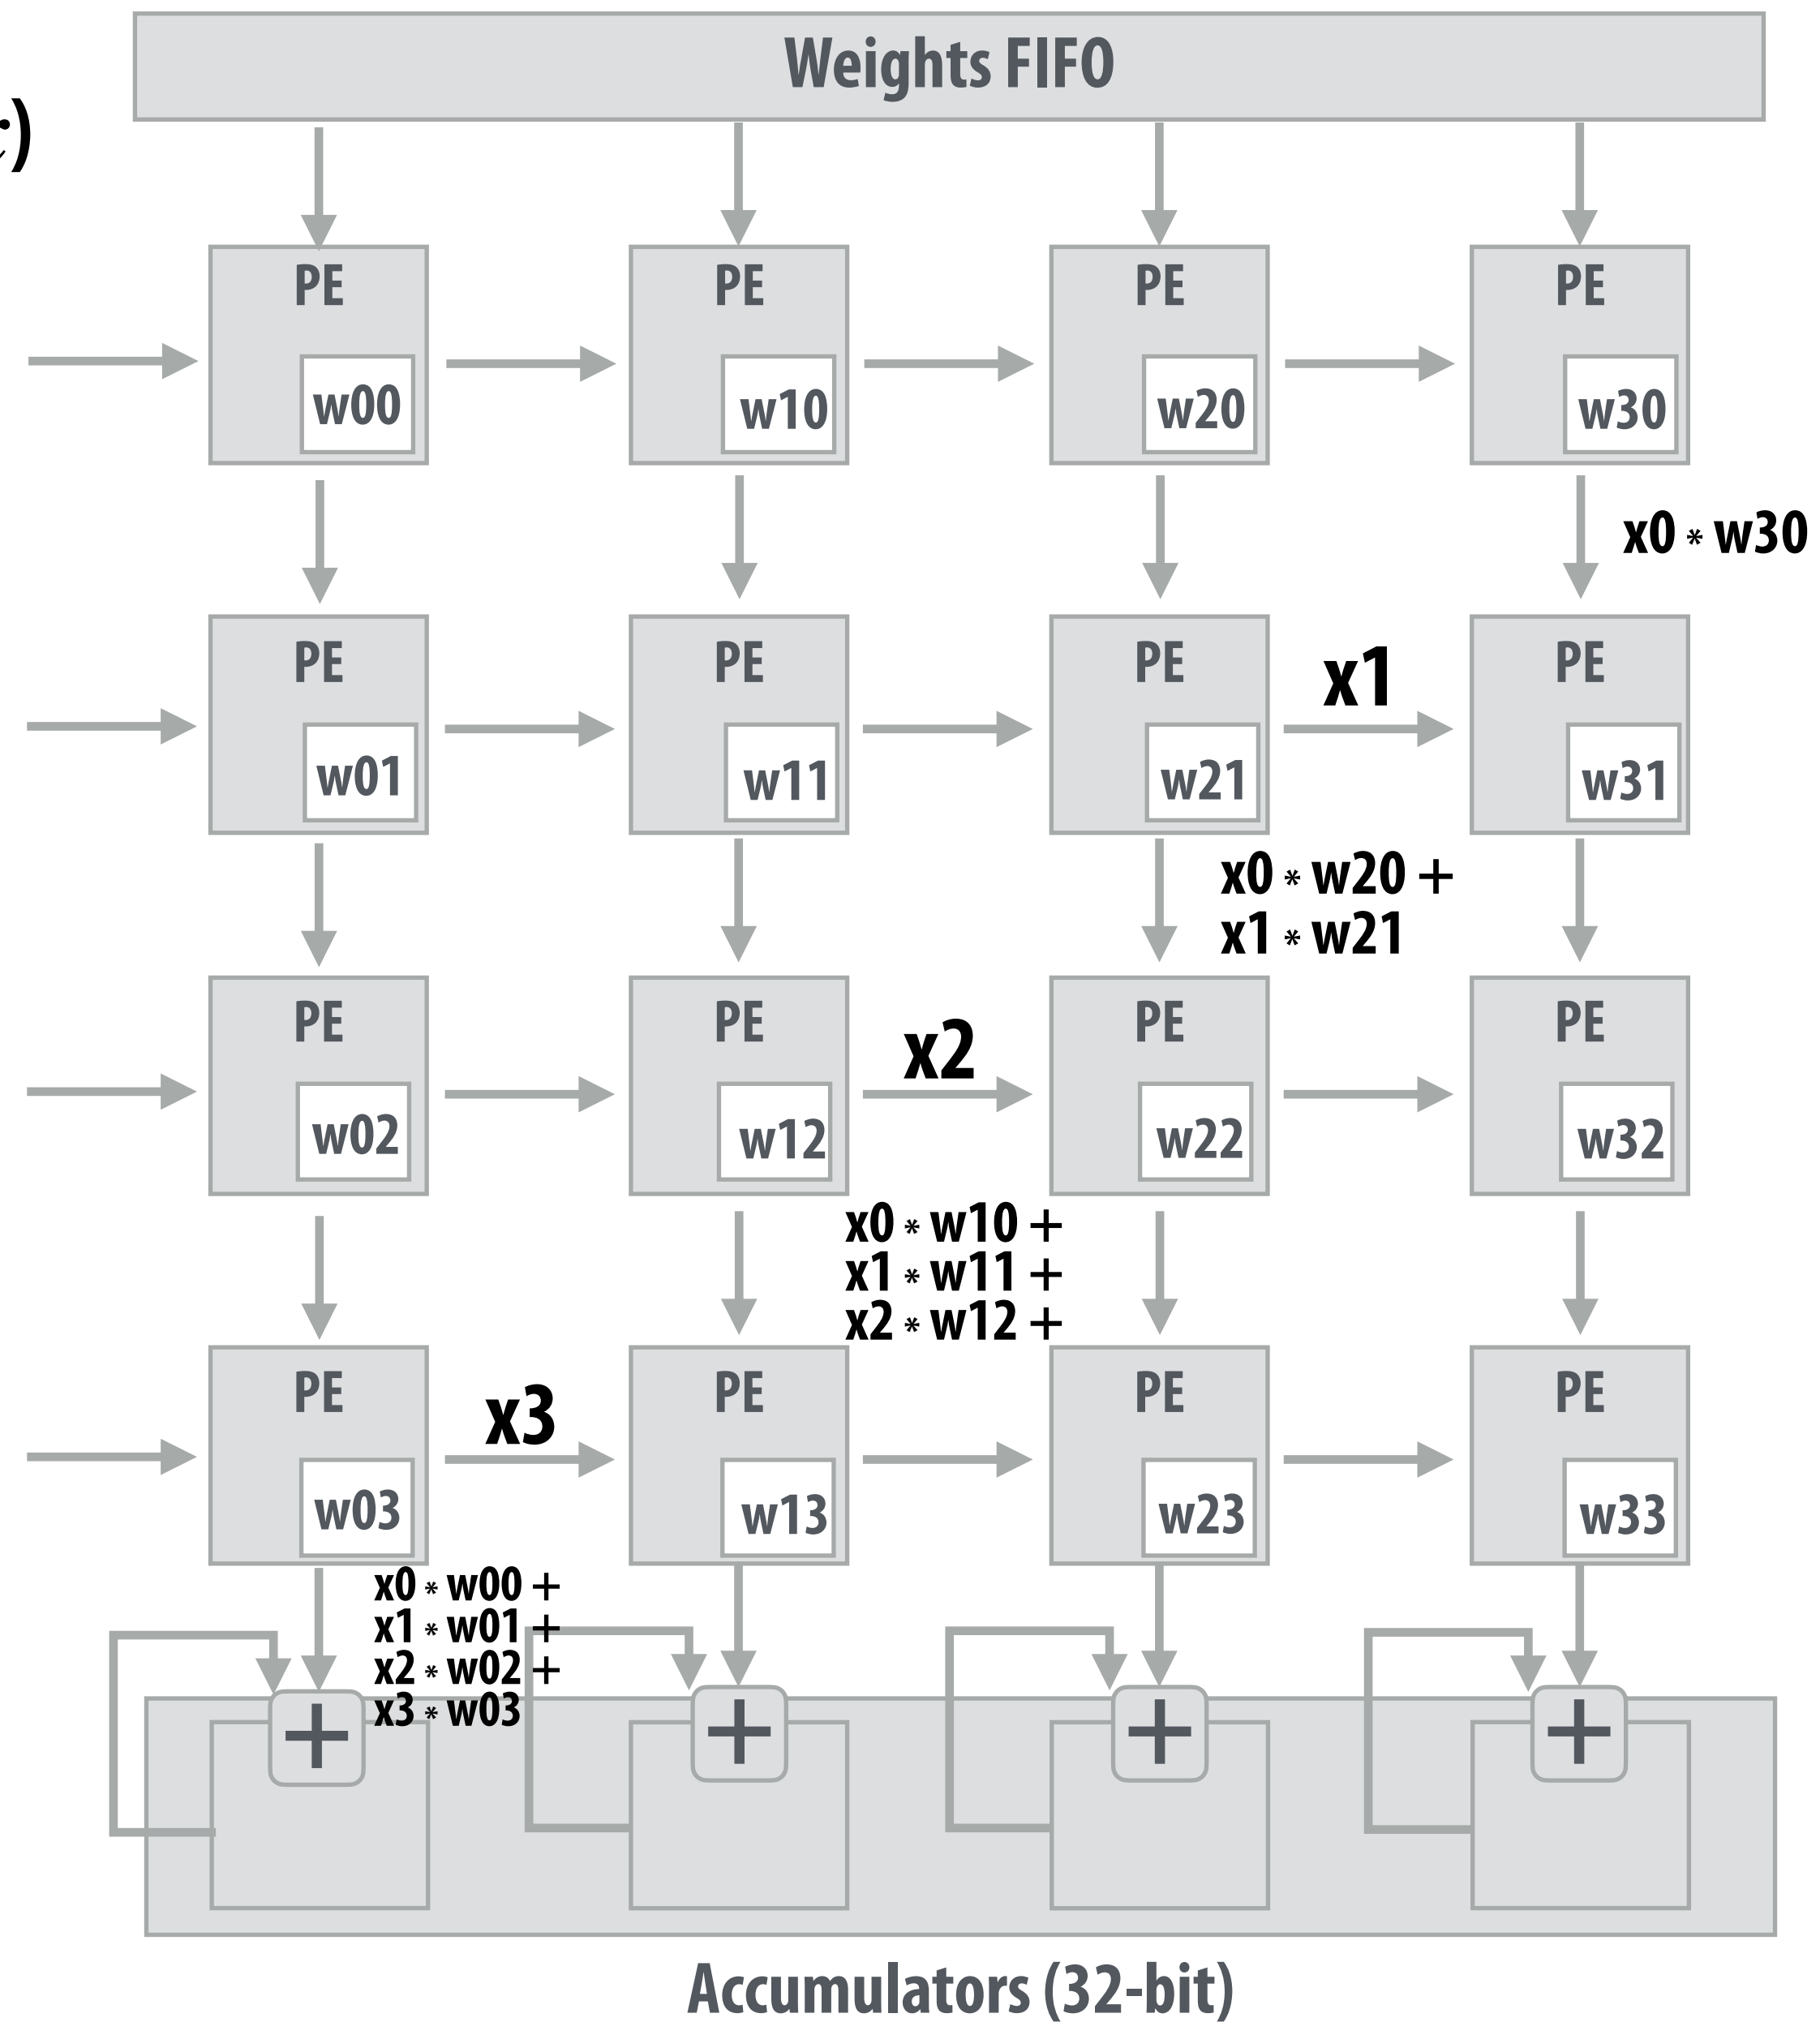 Weights FIFO
)
PE PE PE PE
w00 w10 w20 w30
x0 * w30
PE PE PE PE
x1
w01 w11 w21 w31
x0 * w20 +
x1 * w21
PE PE PE PE
x2
w02 w12 w22 w32
x0 * w10 +
x1 * w11 +
x2 * w12 +
PE PE PE PE
x3
w03 w13 w23 w33
x0 * w00 +
x1 * w01 +
x2 * w02 +
x3 * w03
+ + + +
Accumulators (32-bit)